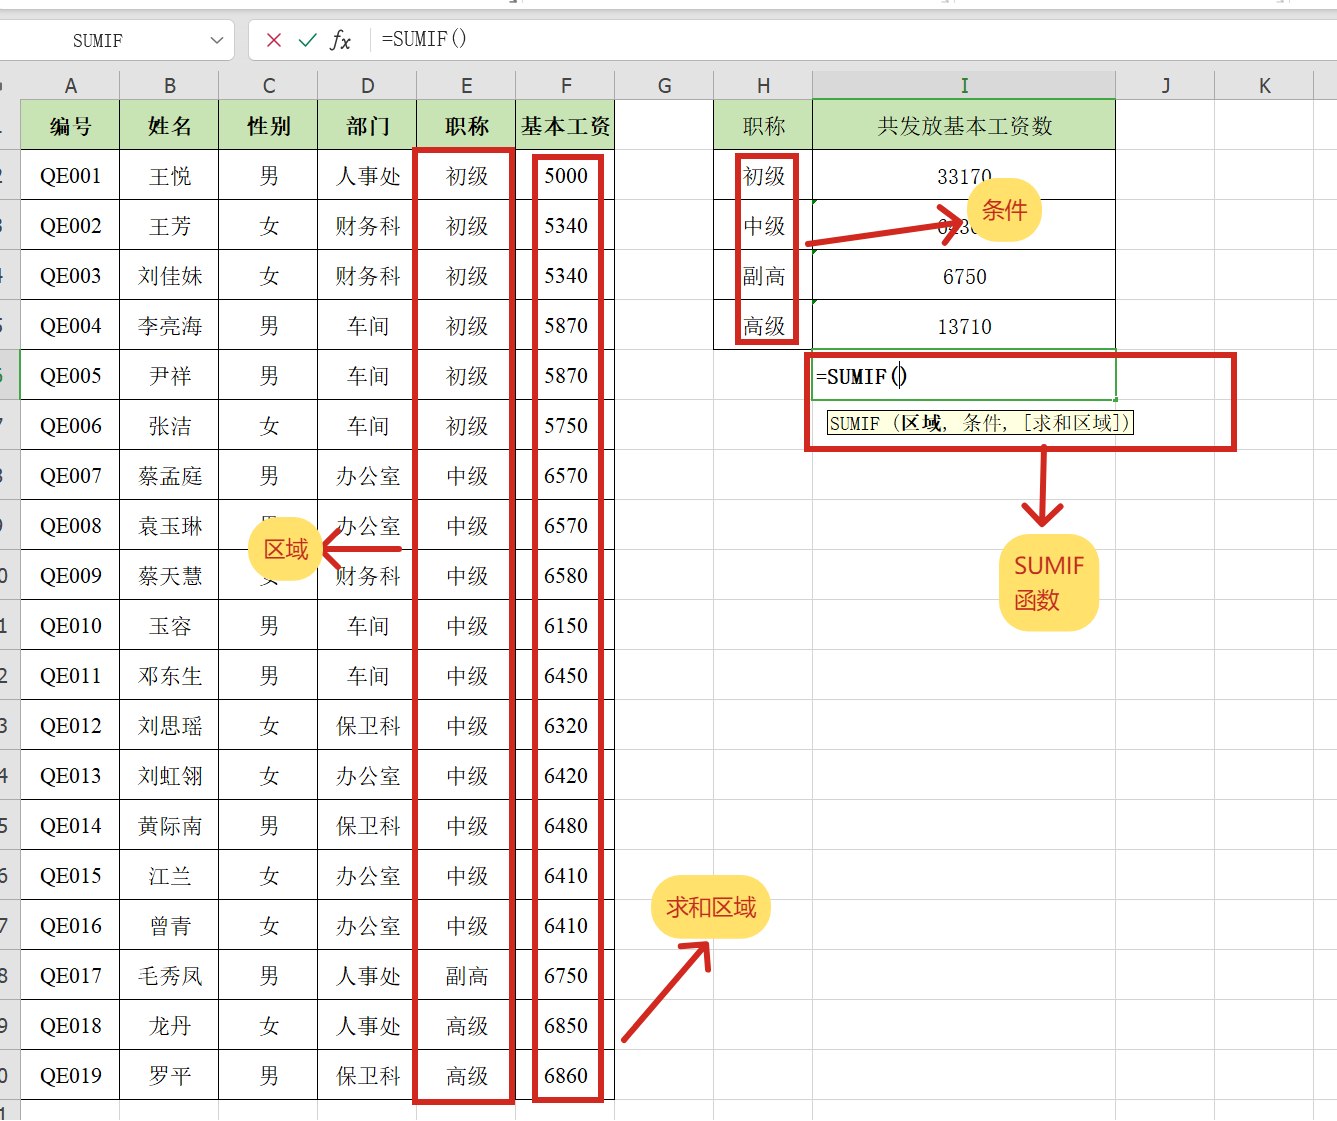 SUMIF =SUMIF()
A B C D E F G H I J K
编号 姓名 性别 部门 职称 基本工资 职称 共发放基本工资数
QE001 王悦 男 人事处 初级 5000 初级 33170
条件
QE002 王芳 女 财务科 初级 5340 中级
QE003 刘佳妹 女 财务科 初级 5340 副高 6750
QE004 李亮海 男 车间 初级 5870 高级 13710
QE005 尹祥 男 车间 初级 5870 =SUMIF()
QE006 张洁 女 车间 初级 5750 SUMIF (区域, 条件, [求和区域])
QE007 蔡孟庭 男 办公室 中级 6570
QE008 袁玉琳 办公室 中级 6570
区域
SUMIF
函数
QE009 蔡天慧 女 财务科 中级 6580
QE010 玉容 男 车间 中级 6150
QE011 邓东生 男 车间 中级 6450
QE012 刘思瑶 女 保卫科 中级 6320
QE013 刘虹翎 女 办公室 中级 6420
QE014 黄际南 男 保卫科 中级 6480
QE015 江兰 女 办公室 中级 6410
求和区域
QE016 曾青 女 办公室 中级 6410
QE017 毛秀凤 男 人事处 副高 6750
QE018 龙丹 女 人事处 高级 6850
QE019 罗平 男 保卫科 高级 6860